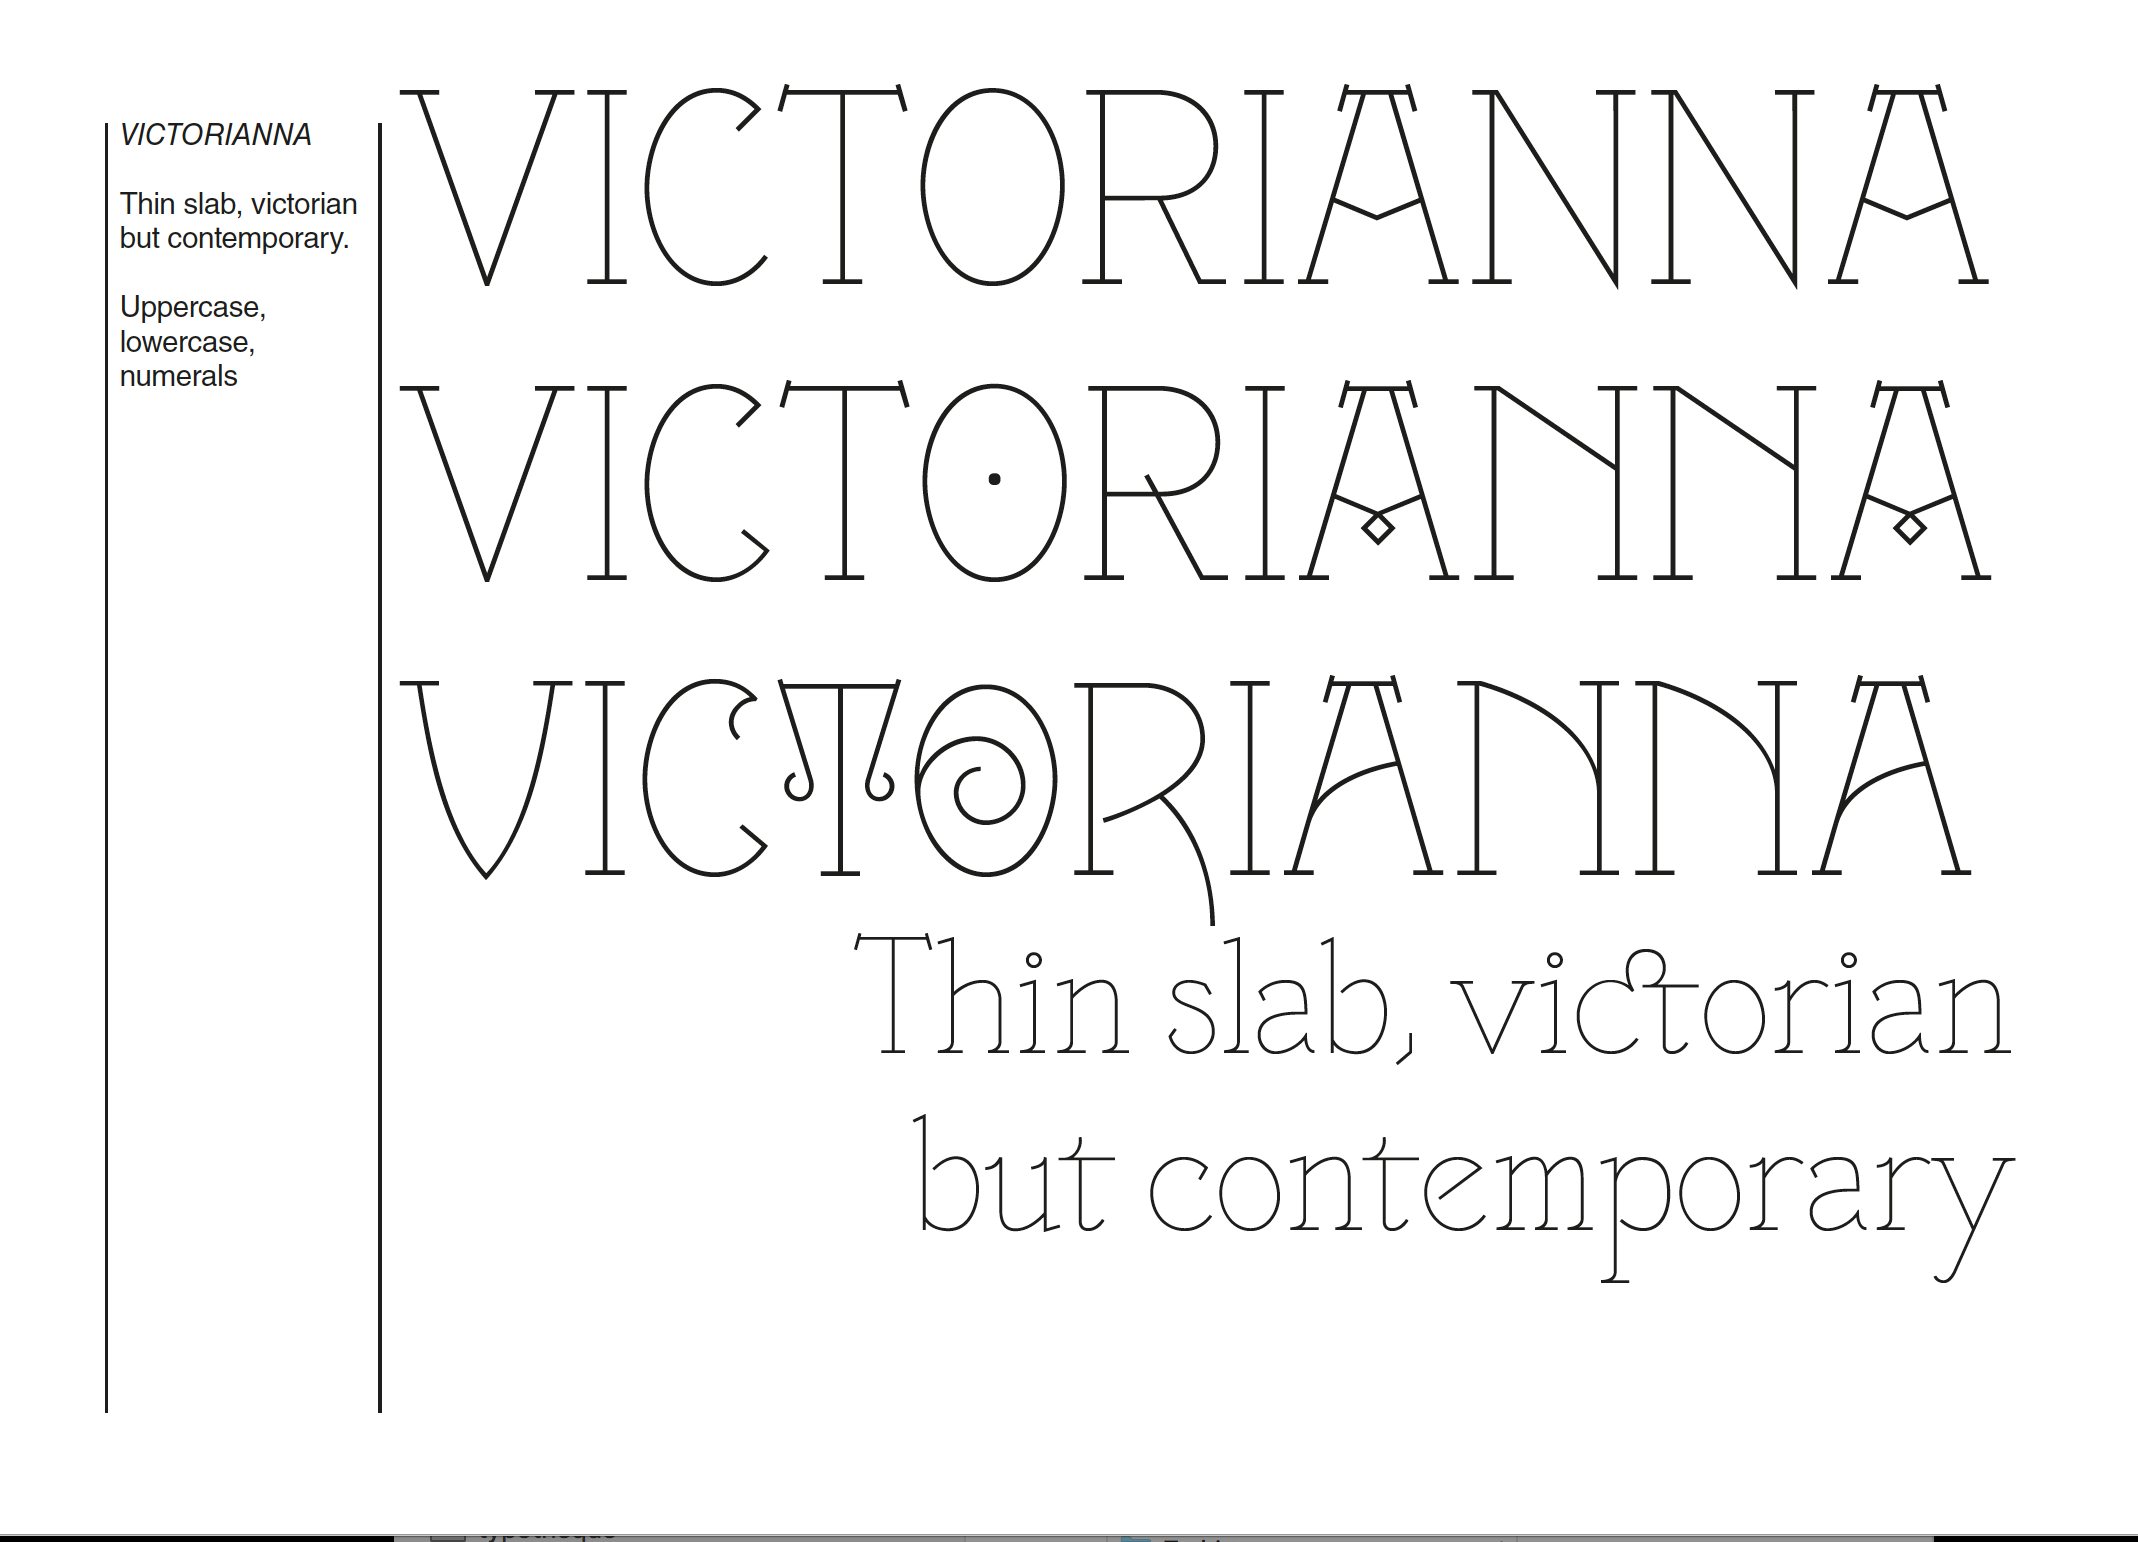 VICTORIANNA
Thin slab, victorian
but contemporary.
Uppercase,
lowercase,
numerals
VICTORIANNA
VICTORIANNA
VICTORIANNA
Thin slab, victorian
but contemporary